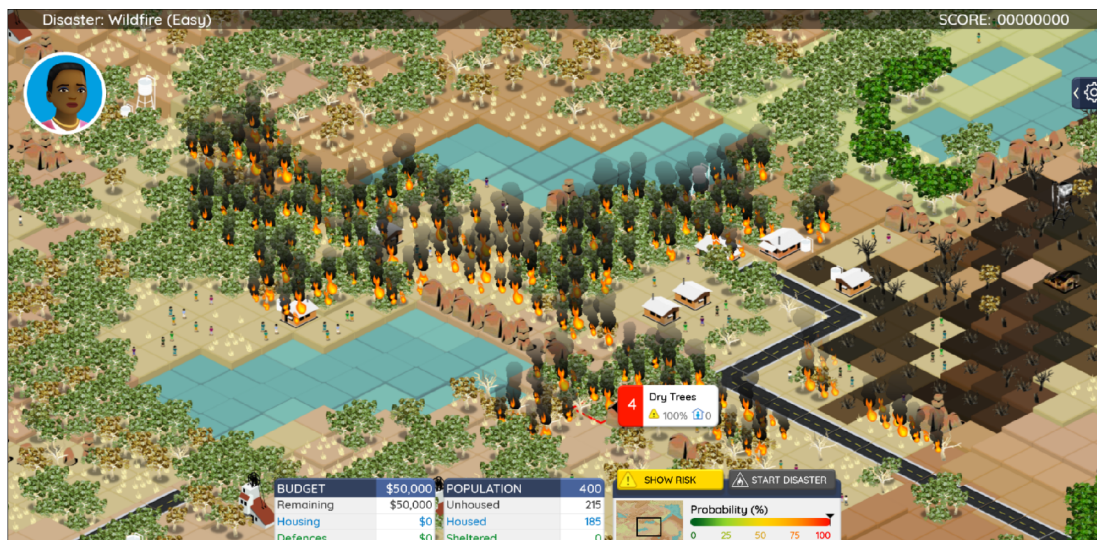 Disaster: Wildfire (Easy)
SCORE: 00000000
4
Dry Trees
100% 0
BUDGET $50,000
Remaining $50,000
Housing $0
Defences $0
POPULATION 400
Unhoused 215
Housed 185
Sheltered 0
SHOW RISK
START DISASTER
Probability (%)
0 25 50 75 100